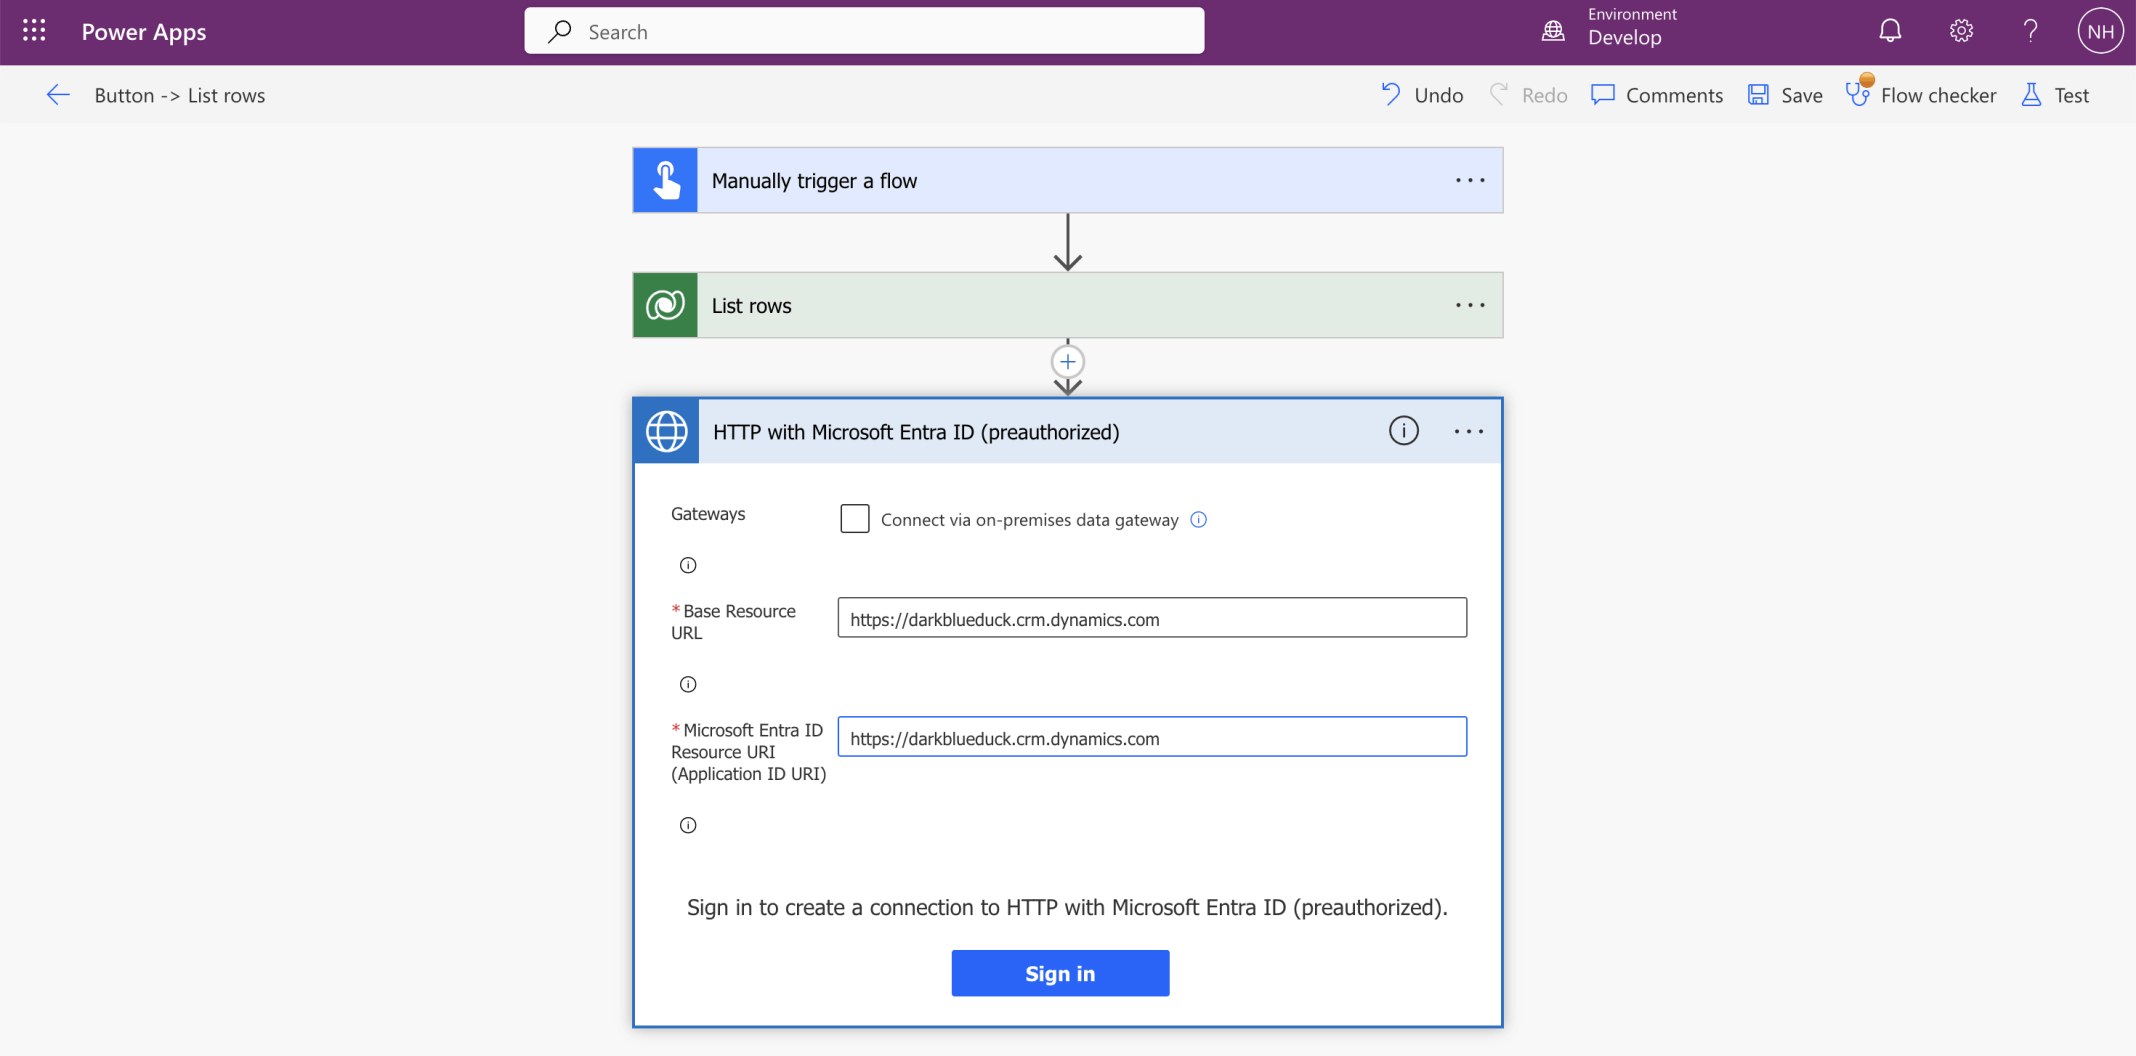 Power Apps
Search
Environment
Develop
NH
Button -> List rows
Undo
Redo
Comments
Save
Flow checker
Test
Manually trigger a flow
List rows
HTTP with Microsoft Entra ID (preauthorized)
Gateways
Connect via on-premises data gateway
* Base Resource
URL
https://darkblueduck.crm.dynamics.com
* Microsoft Entra ID
Resource URI
(Application ID URI)
https://darkblueduck.crm.dynamics.com
Sign in to create a connection to HTTP with Microsoft Entra ID (preauthorized).
Sign in